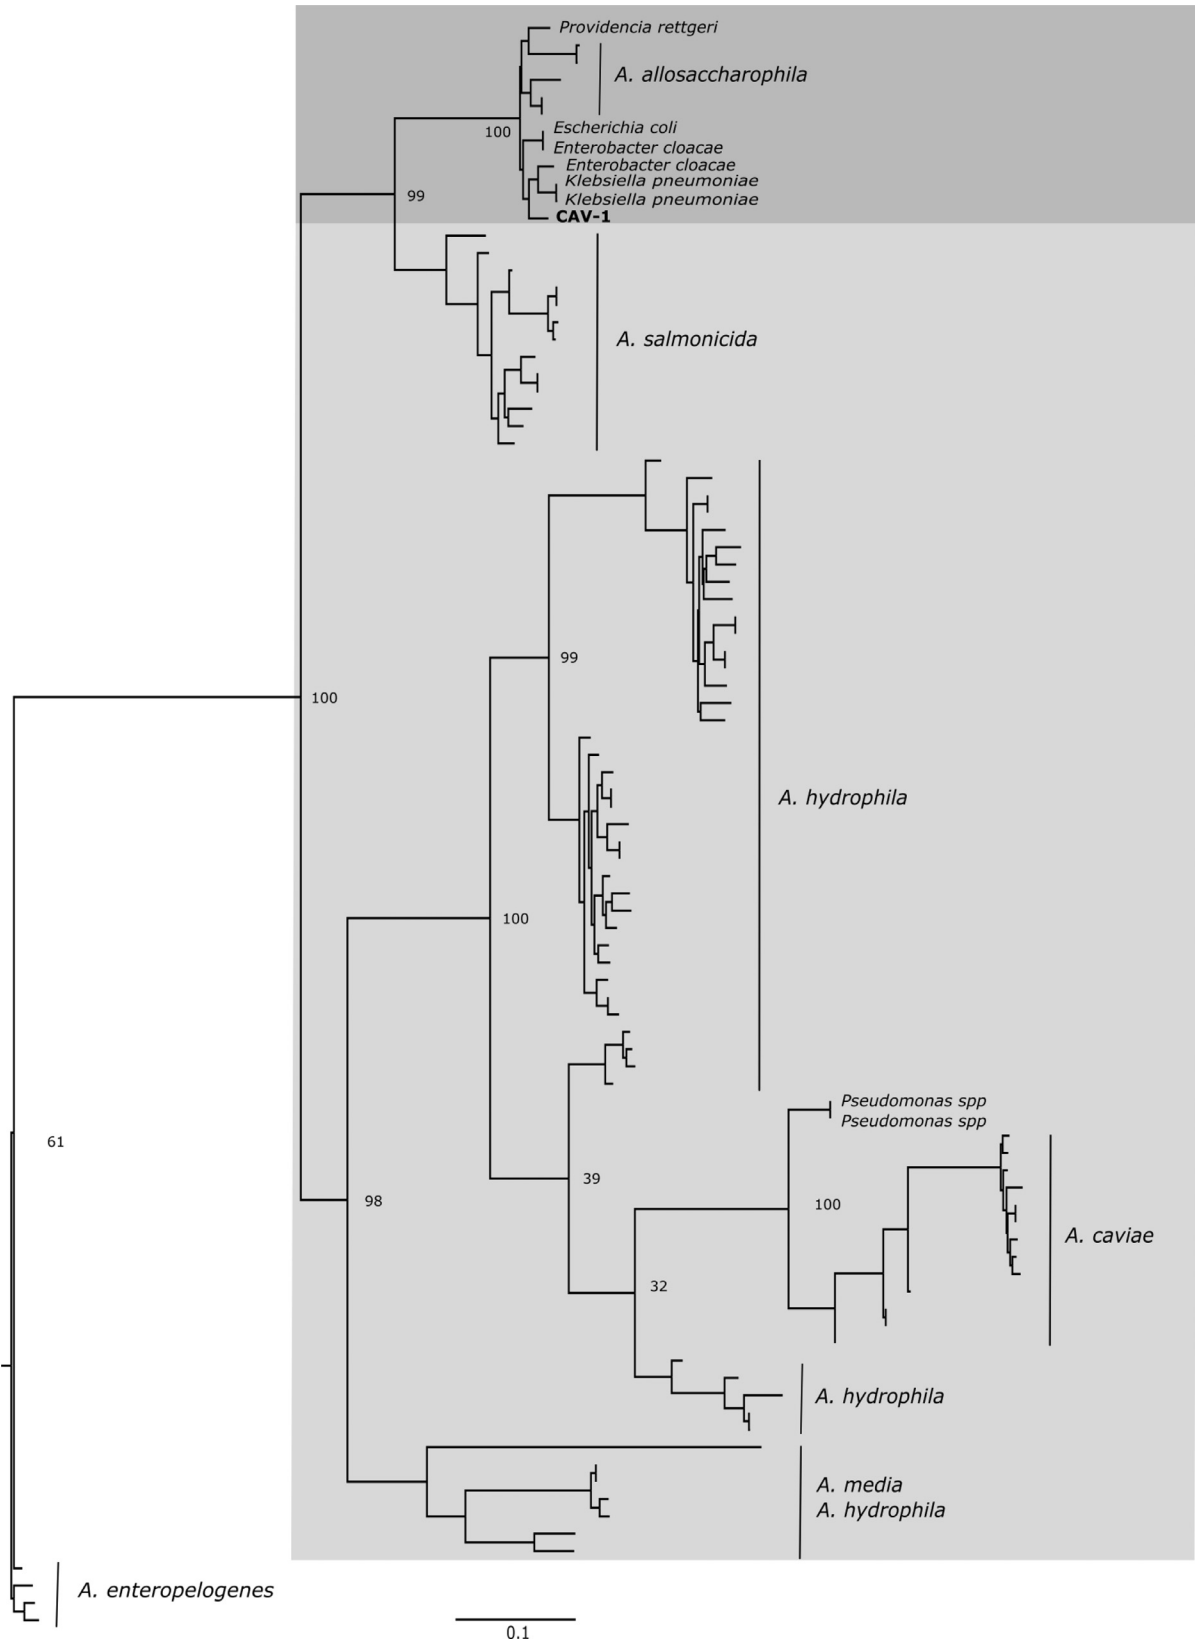 Providencia rettgeri
A. allosaccharophila
Escherichia coli
100
Enterobacter cloacae
Enterobacter cloacae
Klebsiella pneumoniae
99
Klebsiella pneumoniae
CAV-1
A. salmonicida
99
100
A. hydrophila
100
Pseudomonas spp
Pseudomonas spp
61
39
98
100
A. caviae
32
A. hydrophila
A. media
A. hydrophila
A. enteropelogenes
0.1